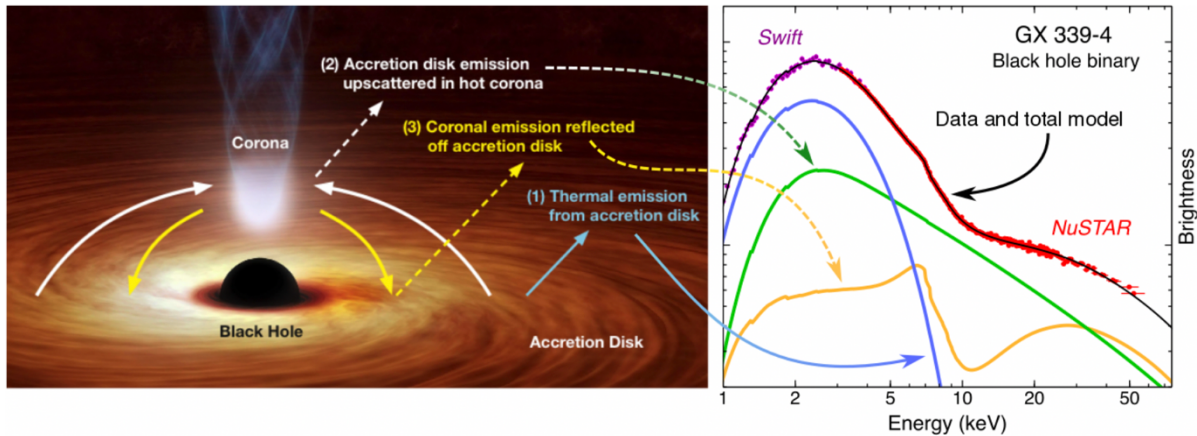 (2) Accretion disk emission
upscattered in hot corona
(3) Coronal emission reflected
off accretion disk
Corona
(1) Thermal emission
from accretion disk
Black Hole
Accretion Disk
Swift
GX 339-4
Black hole binary
Data and total model
NuSTAR
Brightness
1 2 5 10 20 50
Energy (keV)